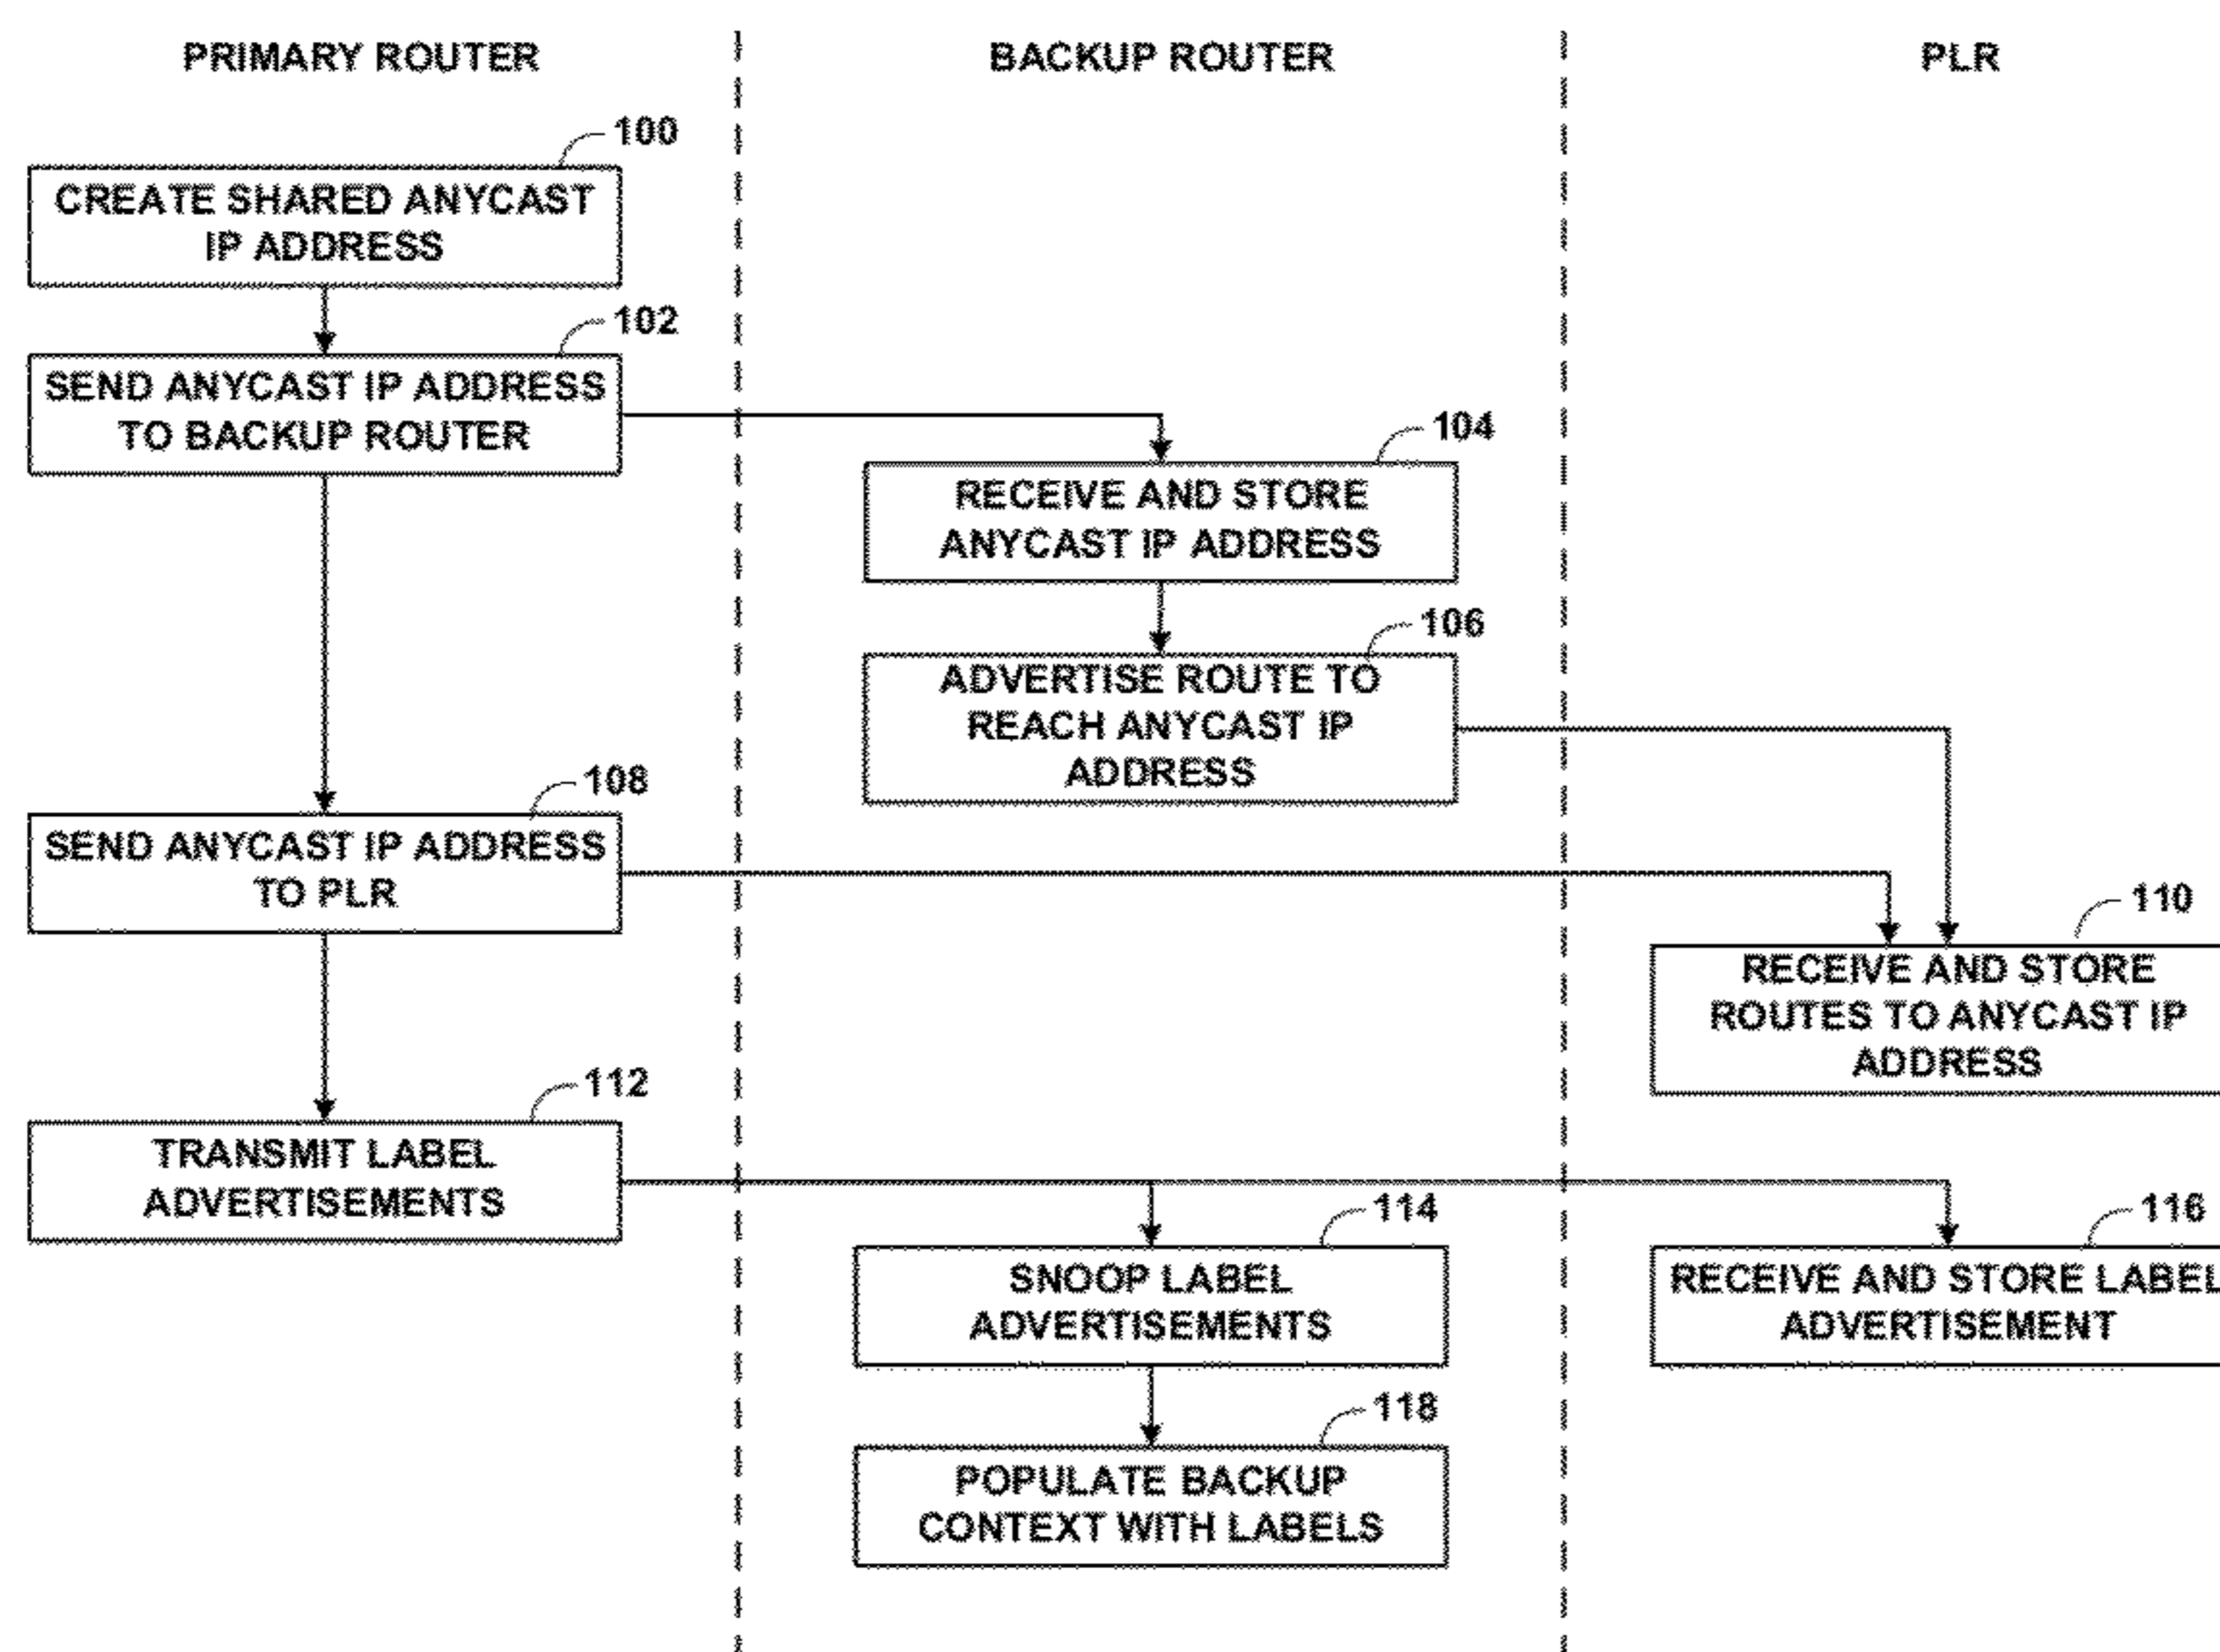 PRIMARY ROUTER
BACKUP ROUTER
PLR
100
CREATE SHARED ANYCAST
IP ADDRESS
102
SEND ANYCAST IP ADDRESS
TO BACKUP ROUTER
104
RECEIVE AND STORE
ANYCAST IP ADDRESS
106
ADVERTISE ROUTE TO
REACH ANYCAST IP
ADDRESS
108
SEND ANYCAST IP ADDRESS
TO PLR
110
RECEIVE AND STORE
ROUTES TO ANYCAST IP
ADDRESS
112
TRANSMIT LABEL
ADVERTISEMENTS
114
SNOOP LABEL
ADVERTISEMENTS
116
RECEIVE AND STORE LABEL
ADVERTISEMENT
118
POPULATE BACKUP
CONTEXT WITH LABELS